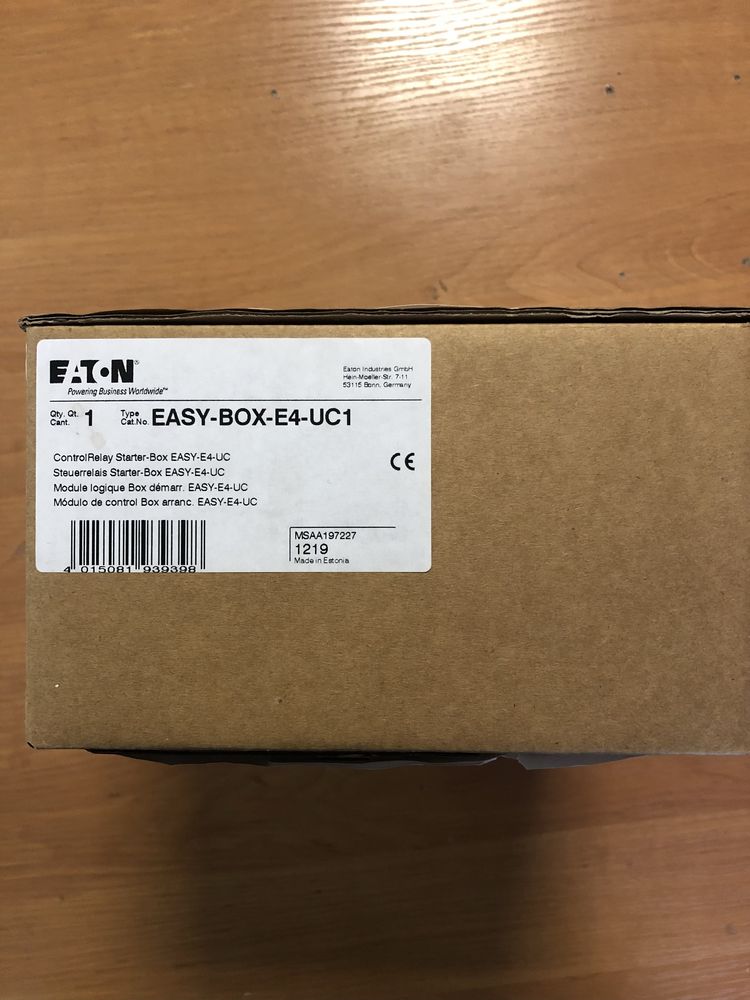 EATON®
Powering Business Worldwide™
Eaton Industries GmbH
Hein-Moeller-Str. 7-11
53115 Bonn, Germany
Qty. Qt. Cant. 1 Type Cat.No. EASY-BOX-E4-UC1
ControlRelay Starter-Box EASY-E4-UC
Steuerrelais Starter-Box EASY-E4-UC
Module logique Box démarr. EASY-E4-UC
Módulo de control Box arranc. EASY-E4-UC
CE
4 015081 939398
MSAA197227
1219
Made in Estonia